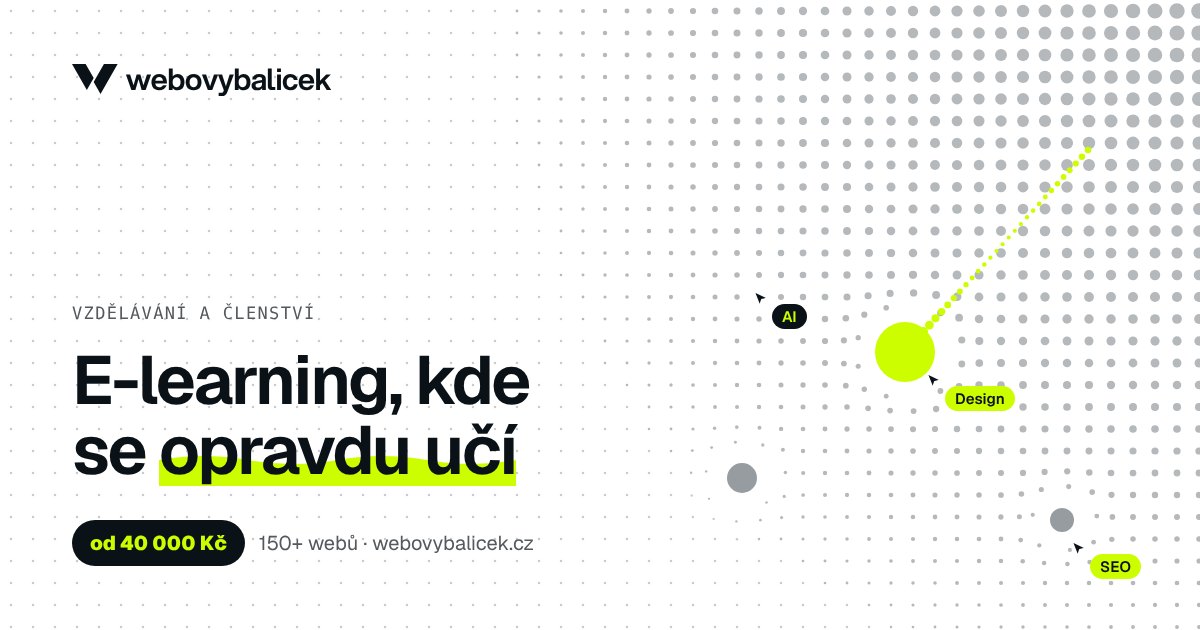 webovybalicek
VZDĚLÁVÁNÍ A ČLENSTVÍ
E-learning, kde
se opravdu učí
od 40 000 Kč
150+ webů · webovybalicek.cz
AI
Design
SEO